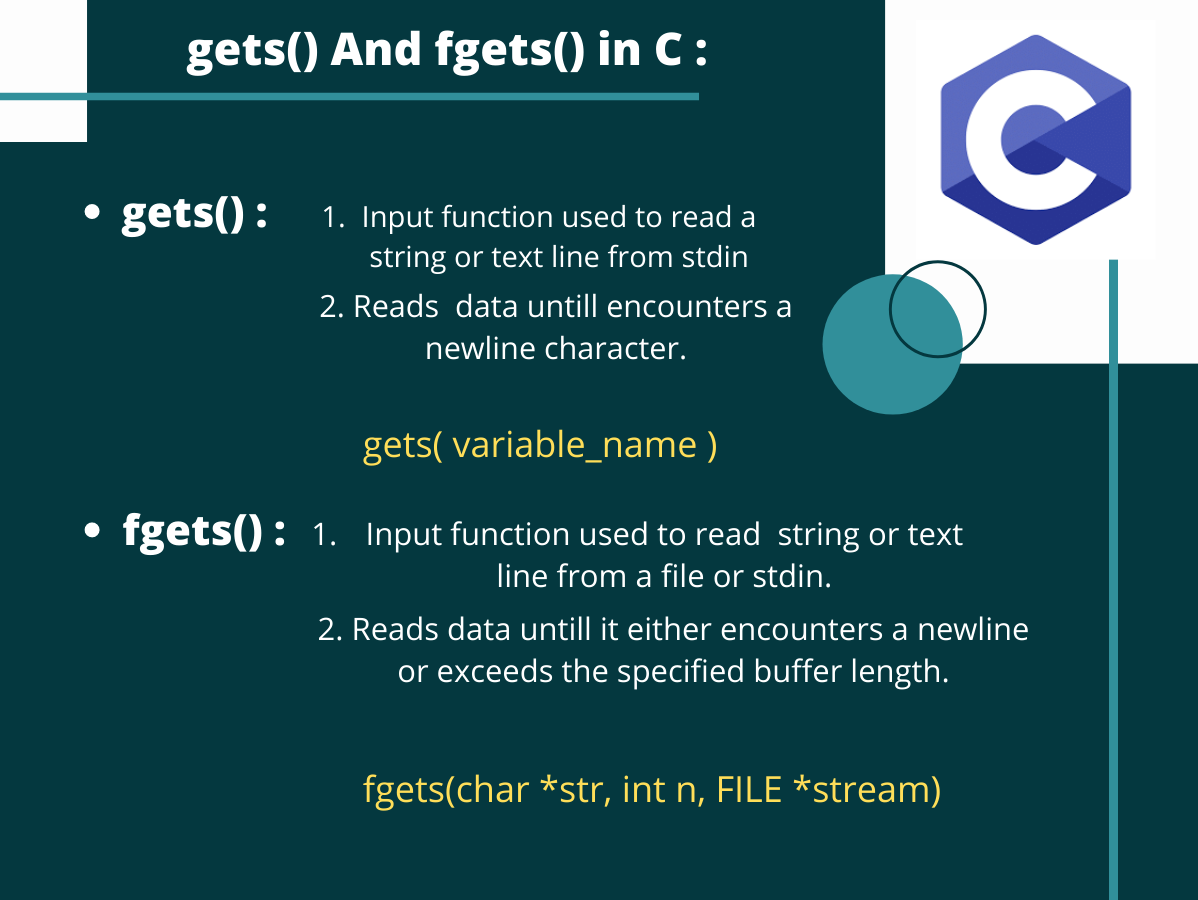 gets() And fgets() in C :
• gets() :
1. Input function used to read a
string or text line from stdin
2. Reads data untill encounters a
newline character.
gets( variable_name )
• fgets() :
1. Input function used to read string or text
line from a file or stdin.
2. Reads data untill it either encounters a newline
or exceeds the specified buffer length.
fgets(char *str, int n, FILE *stream)
C